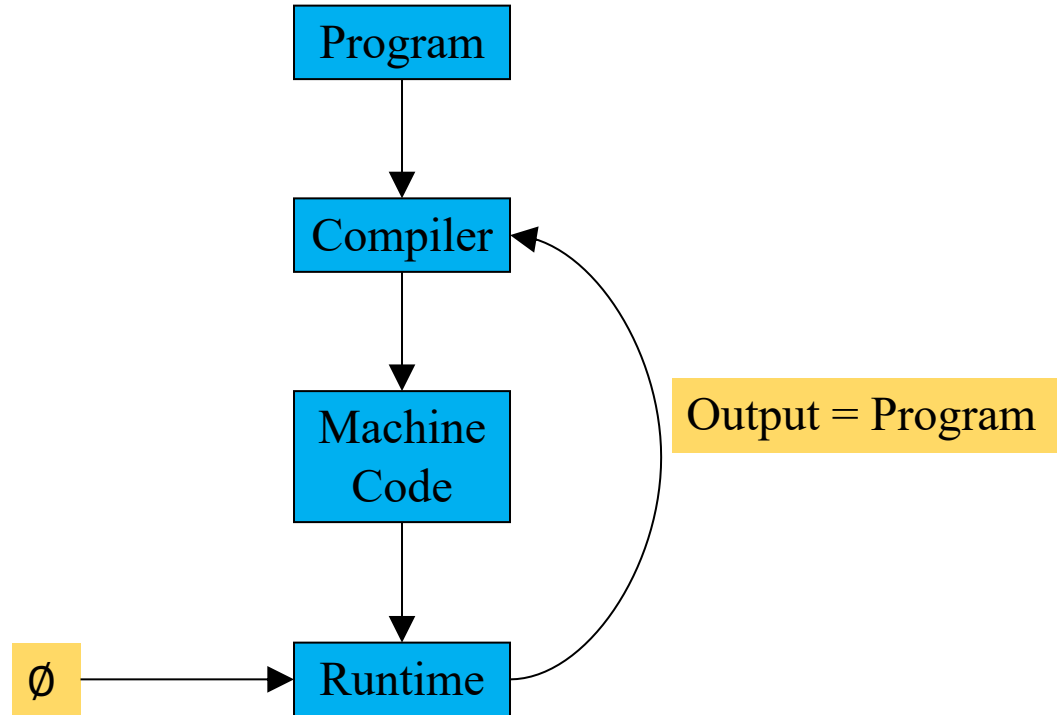 Program
Compiler
Machine
Code
Output = Program
∅
Runtime